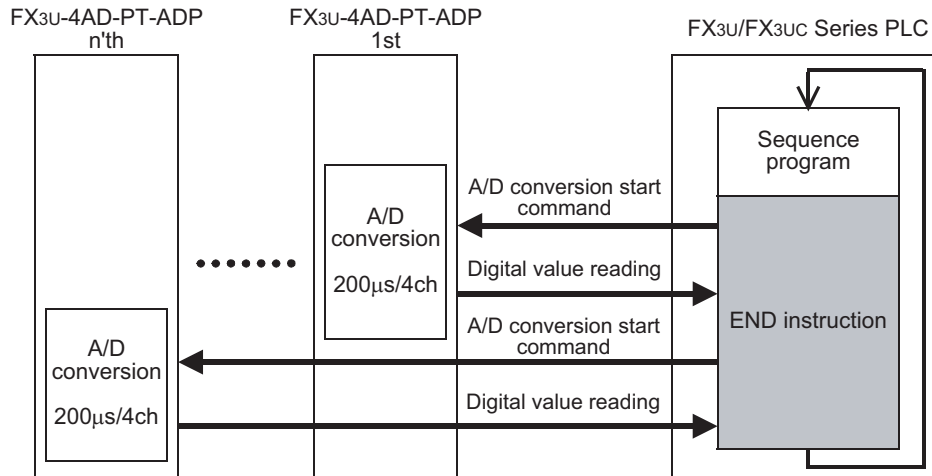 FX3U-4AD-PT-ADP
n'th
FX3U-4AD-PT-ADP
1st
FX3U/FX3UC Series PLC
Sequence
program
A/D conversion start
command
A/D
conversion
200μs/4ch
Digital value reading
END instruction
A/D conversion start
command
A/D
conversion
200μs/4ch
Digital value reading